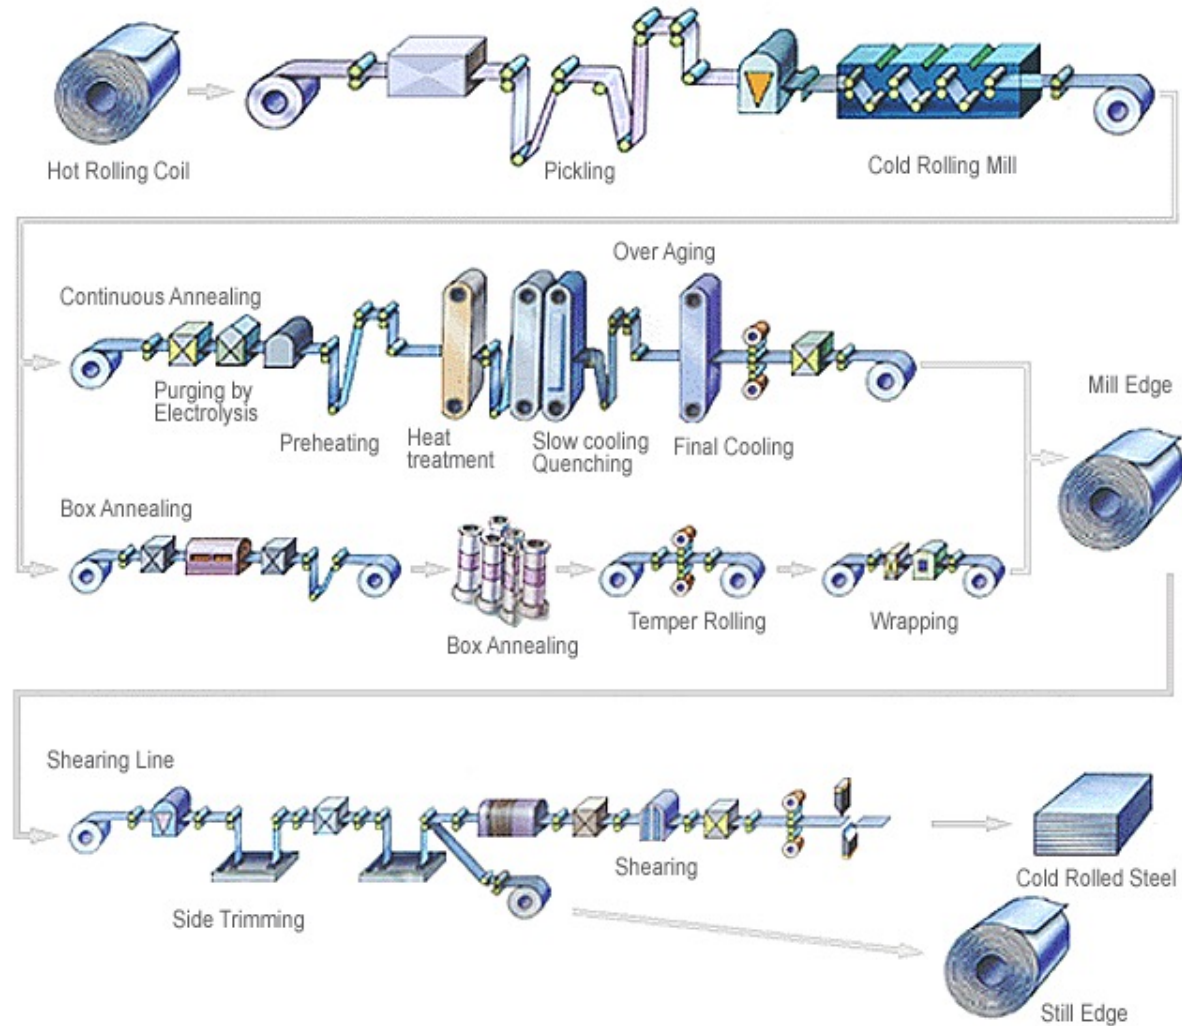 Hot Rolling Coil
Pickling
Cold Rolling Mill
Over Aging
Continuous Annealing
Purging by
Electrolysis
Preheating
Heat
treatment
Slow cooling
Quenching
Final Cooling
Mill Edge
Box Annealing
Box Annealing
Temper Rolling
Wrapping
Shearing Line
Side Trimming
Shearing
Cold Rolled Steel
Still Edge